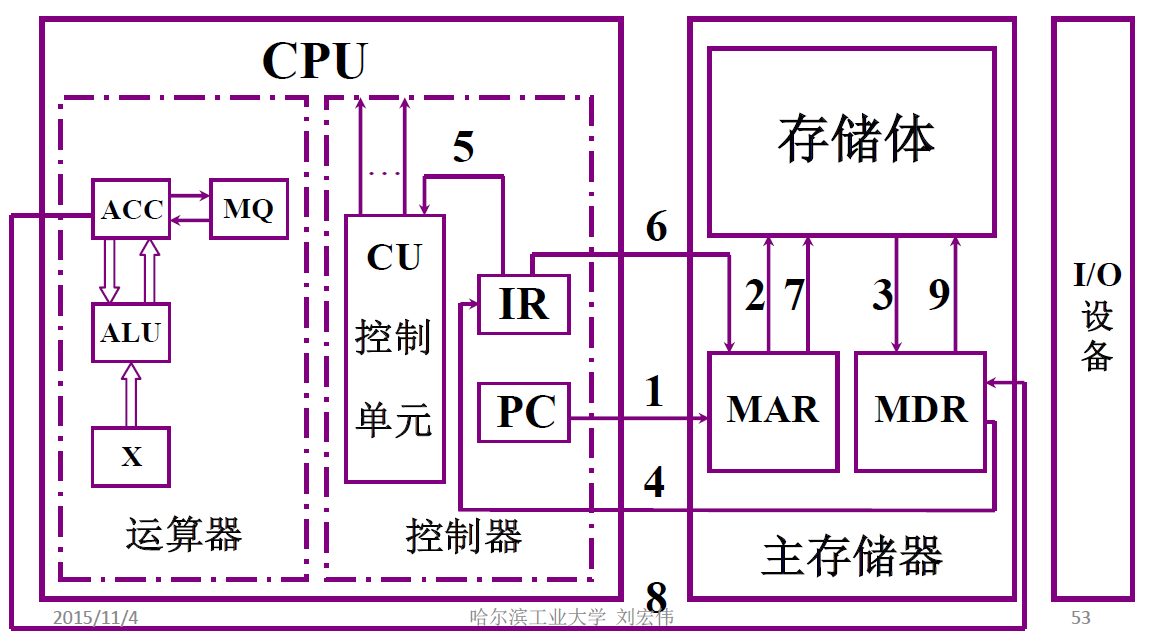 CPU
存储体
5
···
ACC
MQ
CU
控制
单元
6
IR
2
7
3
9
I/O
设
备
ALU
PC
1
MAR
MDR
X
4
运算器
控制器
主存储器
8
2015/11/4
哈尔滨工业大学 刘宏伟
53